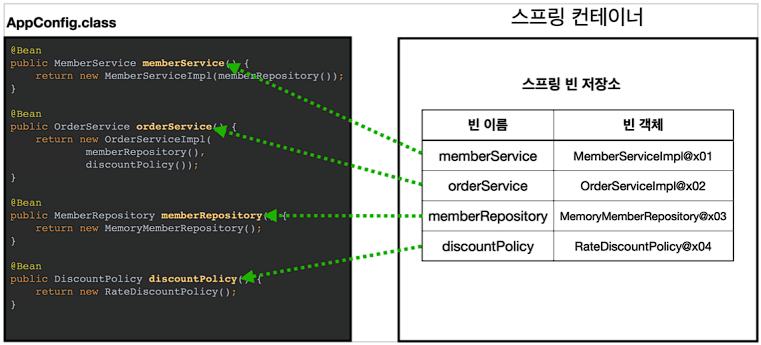 AppConfig.class
@Bean
public MemberService memberService() {
    return new MemberServiceImpl(memberRepository());
}
@Bean
public OrderService orderService() {
    return new OrderServiceImpl(
            memberRepository(),
            discountPolicy());
}
@Bean
public MemberRepository memberRepository() {
    return new MemoryMemberRepository();
}
@Bean
public DiscountPolicy discountPolicy() {
    return new RateDiscountPolicy();
}
스프링 컨테이너
스프링 빈 저장소
빈 이름 빈 객체
memberService MemberServiceImpl@x01
orderService OrderServiceImpl@x02
memberRepository MemoryMemberRepository@x03
discountPolicy RateDiscountPolicy@x04